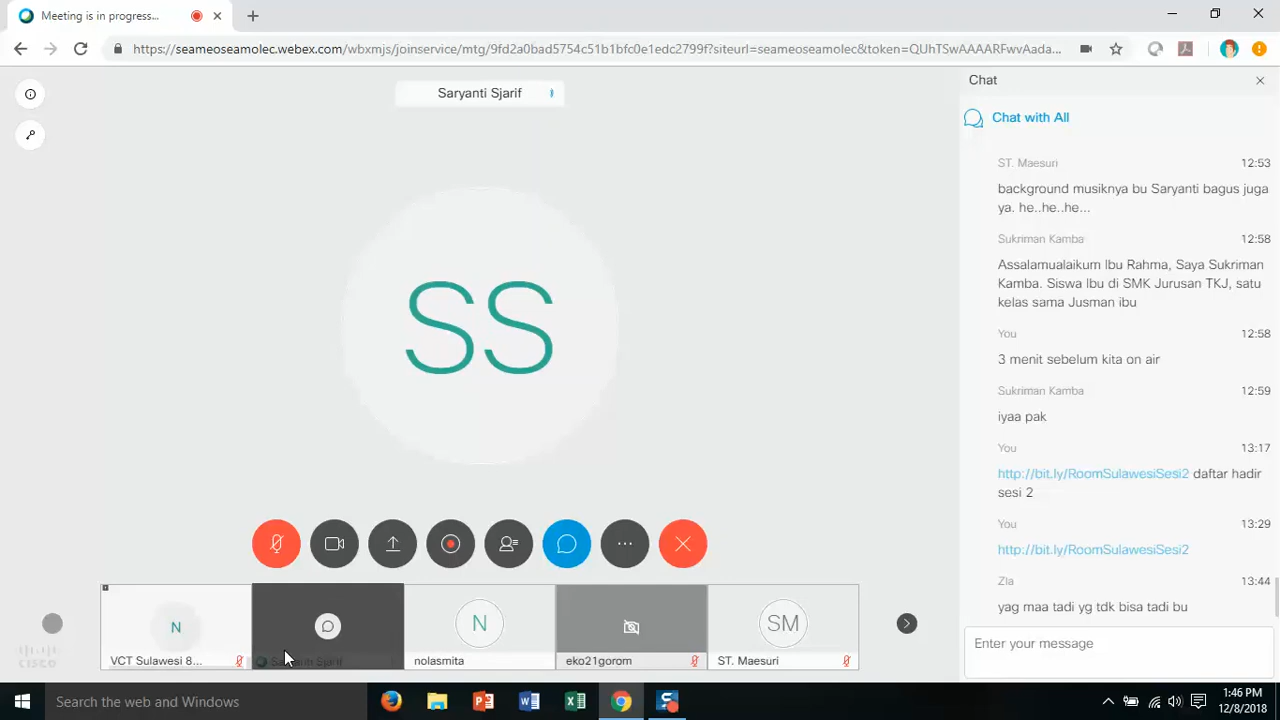 Meeting is in progress...
https://seameoseamolec.webex.com/wbxmjs/joinservice/mtg/9fd2a0bad5754c51b1bfc0e1edc2799f?siteurl=seameoseamolec&token=QUhTSwAAAARFwvAada...
Saryanti Sjarif
SS
Chat
Chat with All
ST. Maesuri 12:53
background musiknya bu Saryanti bagus juga
ya. he..he..he...
Sukriman Kamba 12:58
Assalamualaikum Ibu Rahma, Saya Sukriman
Kamba. Siswa Ibu di SMK Jurusan TKJ, satu
kelas sama Jusman ibu
You 12:58
3 menit sebelum kita on air
Sukriman Kamba 12:59
iyaa pak
You 13:17
http://bit.ly/RoomSulawesiSesi2 daftar hadir
sesi 2
You 13:29
http://bit.ly/RoomSulawesiSesi2
Zla 13:44
yag maa tadi yg tdk bisa tadi bu
Enter your message
N
N
SM
VCT Sulawesi 8...
Saryanti Sjarif
nolasmita
eko21gorom
ST. Maesuri
CISCO
Search the web and Windows
1:46 PM
12/8/2018